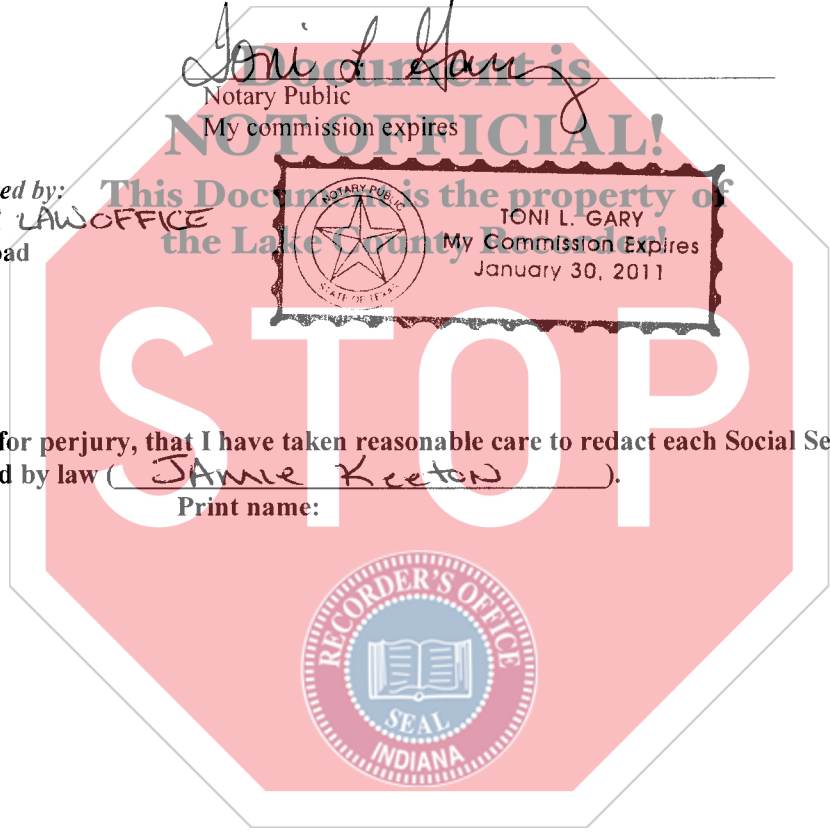 Toni L Gary
Document is
Notary Public
NOT OFFICIAL!
My commission expires
ed by:
This Document is the property of
LAW OFFICE
the Lake County Recorder!
oad
NOTARY PUBLIC
STATE OF TEXAS
TONI L. GARY
My Commission Expires
January 30, 2011
STOP
for perjury, that I have taken reasonable care to redact each Social Se
d by law ( JAmie Keeton ).
Print name:
RECORDER'S OFFICE
SEAL
INDIANA